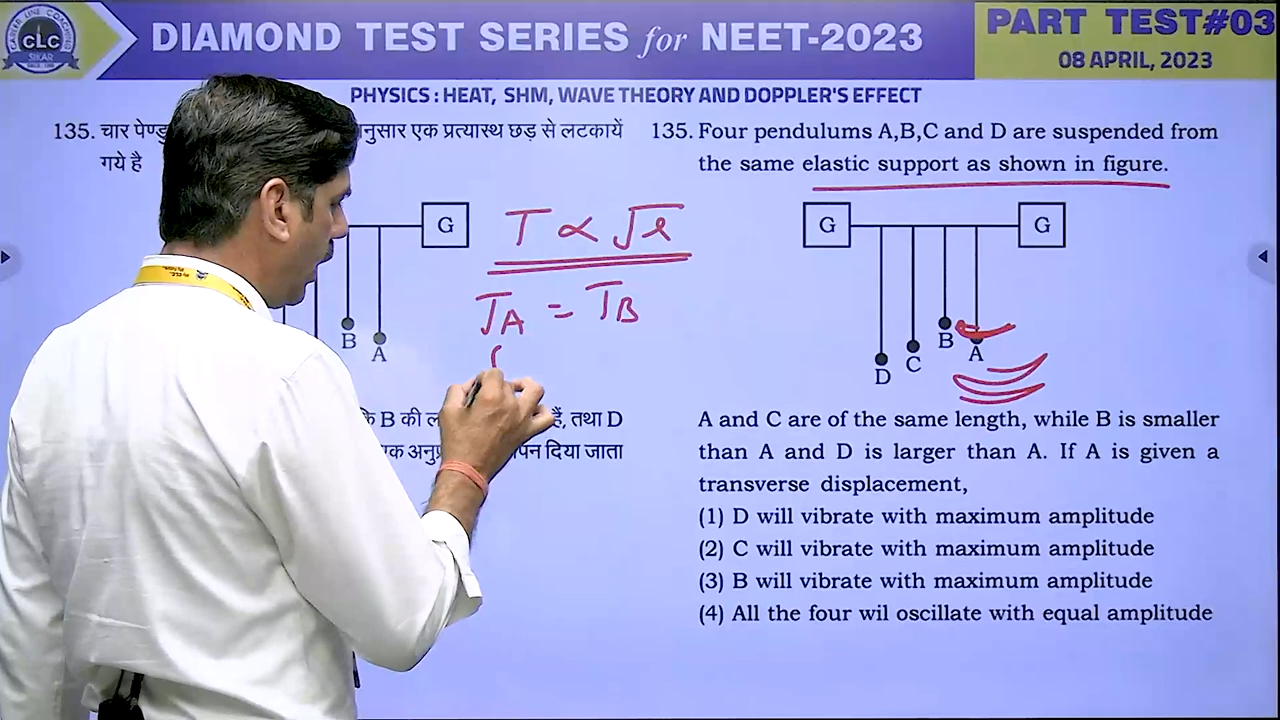 CLC
SIKAR
DIAMOND TEST SERIES for NEET-2023
PART TEST#03
08 APRIL, 2023
PHYSICS : HEAT, SHM, WAVE THEORY AND DOPPLER'S EFFECT
135. चार एक प्रत्यास्थ छड़ से लटकायें
गये है
G
T ∝ √l
T_A = T_B
B
A
B की हैं, तथा D
दिया जाता
135. Four pendulums A,B,C and D are suspended from
the same elastic support as shown in figure.
G G
B
A
C
D
A and C are of the same length, while B is smaller
than A and D is larger than A. If A is given a
transverse displacement,
(1) D will vibrate with maximum amplitude
(2) C will vibrate with maximum amplitude
(3) B will vibrate with maximum amplitude
(4) All the four wil oscillate with equal amplitude